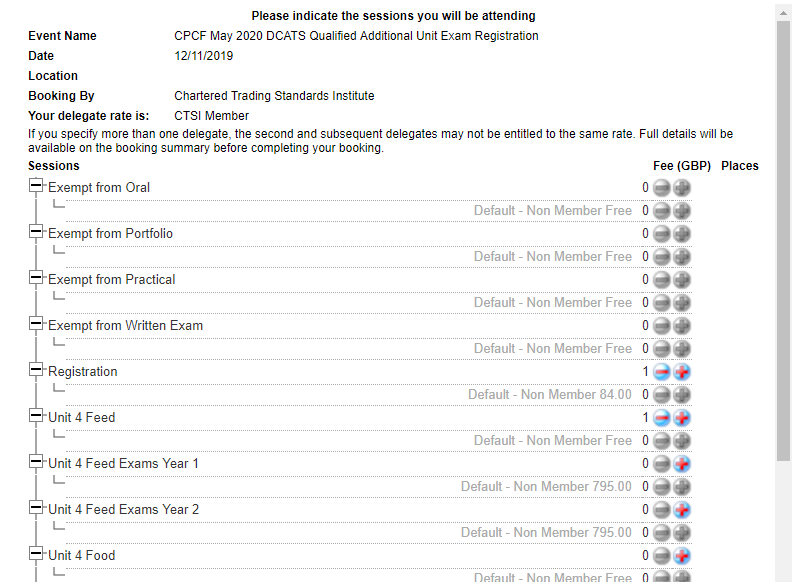 Please indicate the sessions you will be attending
Event Name CPCF May 2020 DCATS Qualified Additional Unit Exam Registration
Date 12/11/2019
Location
Booking By Chartered Trading Standards Institute
Your delegate rate is: CTSI Member
If you specify more than one delegate, the second and subsequent delegates may not be entitled to the same rate. Full details will be
available on the booking summary before completing your booking.
Sessions Fee (GBP) Places
Exempt from Oral 0
Default - Non Member Free 0
Exempt from Portfolio 0
Default - Non Member Free 0
Exempt from Practical 0
Default - Non Member Free 0
Exempt from Written Exam 0
Default - Non Member Free 0
Registration 1
Default - Non Member 84.00 0
Unit 4 Feed 1
Default - Non Member Free 0
Unit 4 Feed Exams Year 1 0
Default - Non Member 795.00 0
Unit 4 Feed Exams Year 2 0
Default - Non Member 795.00 0
Unit 4 Food 0
Default - Non Member Free 0